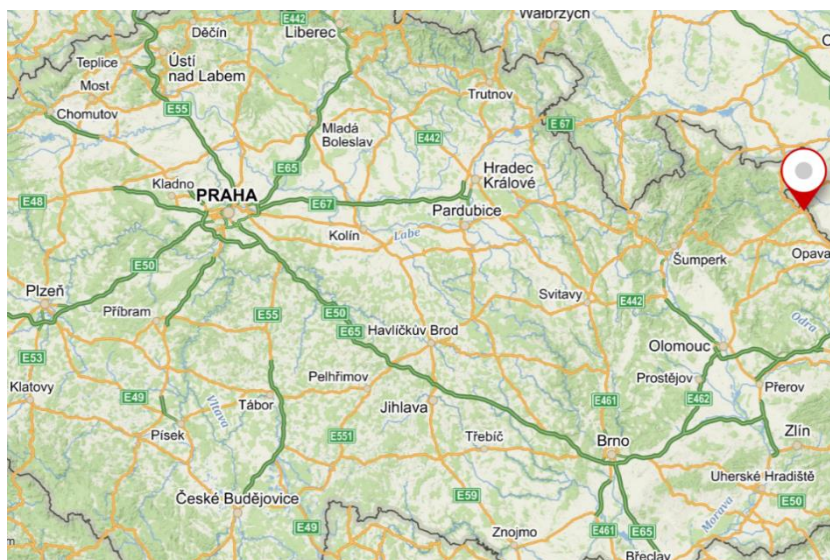 Děčín
E442
Liberec
Wałbrzych
Teplice
Ústí
nad Labem
Most
Trutnov
Chomutov
E55
Mladá
Boleslav
E442
E 67
E65
Hradec
Králové
Kladno
PRAHA
E48
E67
Pardubice
Kolín
Labe
Opava
Šumperk
E50
Plzeň
Svitavy
E442
Příbram
E55
E50
E65
Havlíčkův Brod
Odra
Olomouc
E53
Pelhřimov
Prostějov
Přerov
Klatovy
E49
Vltava
Tábor
Jihlava
E461
E462
Písek
E551
Třebíč
Brno
Zlín
Uherské Hradiště
České Budějovice
E59
E50
Morava
E49
Znojmo
E461
E65
Břeclav